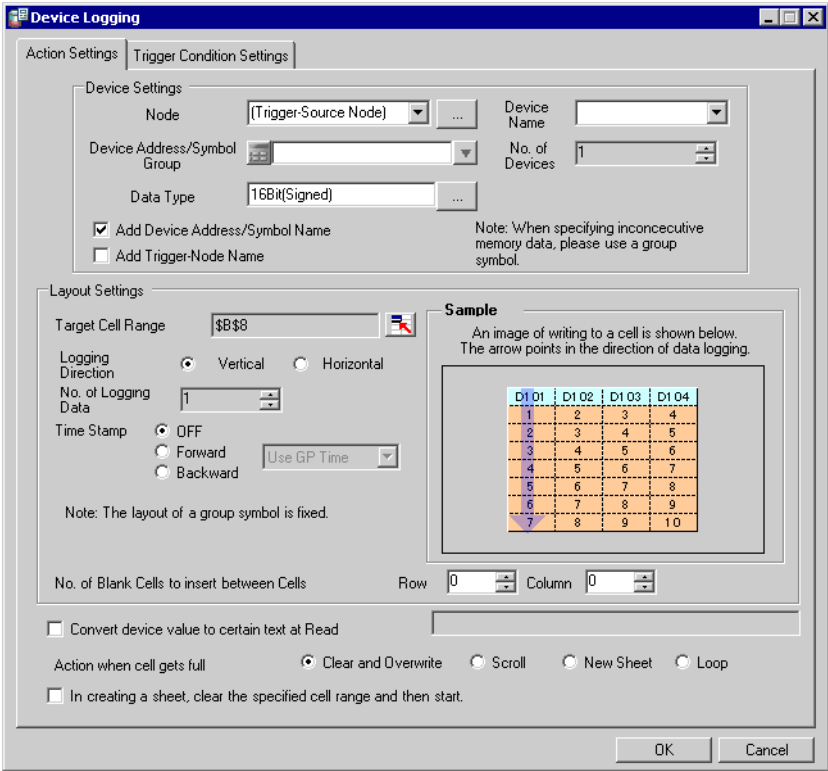 Device Logging
Action Settings
Trigger Condition Settings
Device Settings
Node
(Trigger-Source Node)
...
Device
Name
Device Address/Symbol
Group
No. of
Devices
1
Data Type
16Bit(Signed)
...
Add Device Address/Symbol Name
Add Trigger-Node Name
Note: When specifying inconcecutive
memory data, please use a group
symbol.
Layout Settings
Target Cell Range
$B$8
Logging
Direction
Vertical
Horizontal
No. of Logging
Data
1
Time Stamp
OFF
Forward
Backward
Use GP Time
Note: The layout of a group symbol is fixed.
Sample
An image of writing to a cell is shown below.
The arrow points in the direction of data logging.
D101 D102 D103 D104
1 2 3 4
2 3 4 5
3 4 5 6
4 5 6 7
5 6 7 8
6 7 8 9
7 8 9 10
No. of Blank Cells to insert between Cells
Row
0
Column
0
Convert device value to certain text at Read
Action when cell gets full
Clear and Overwrite
Scroll
New Sheet
Loop
In creating a sheet, clear the specified cell range and then start.
OK
Cancel